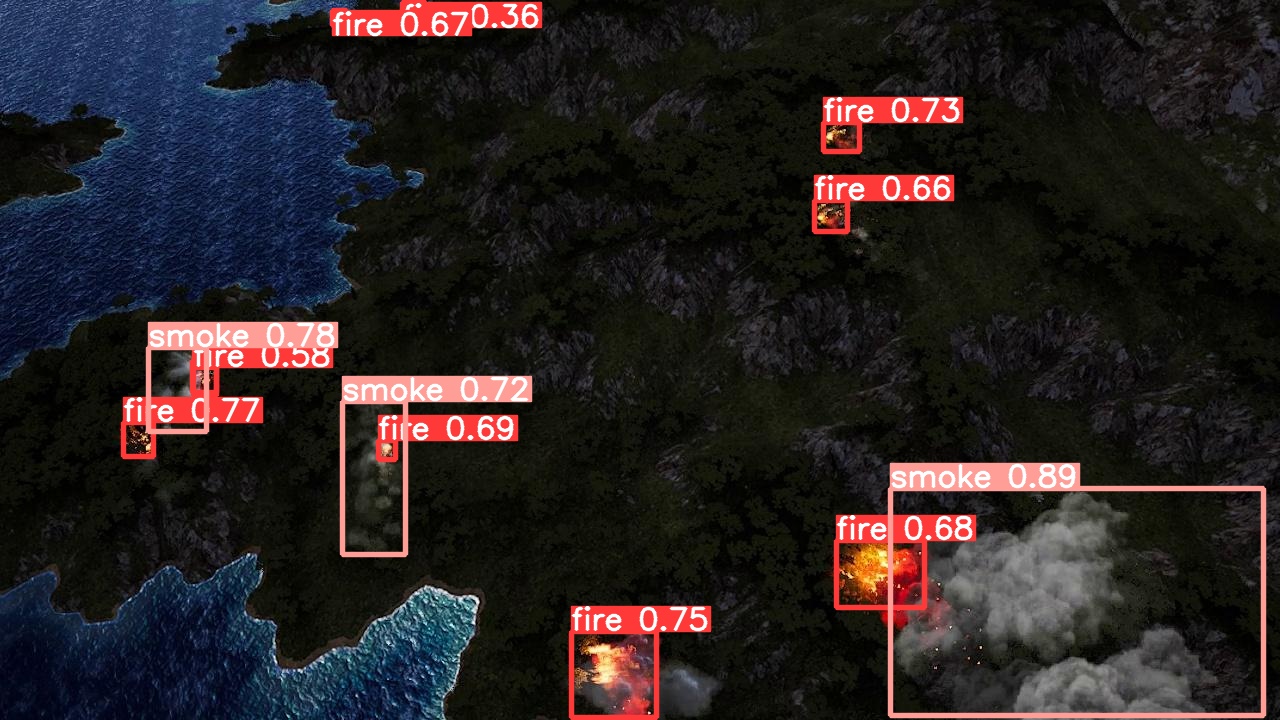 fire 0.67
0.36
fire 0.73
fire 0.66
smoke 0.78
fire 0.58
smoke 0.72
fire 0.77
fire 0.69
smoke 0.89
fire 0.68
fire 0.75